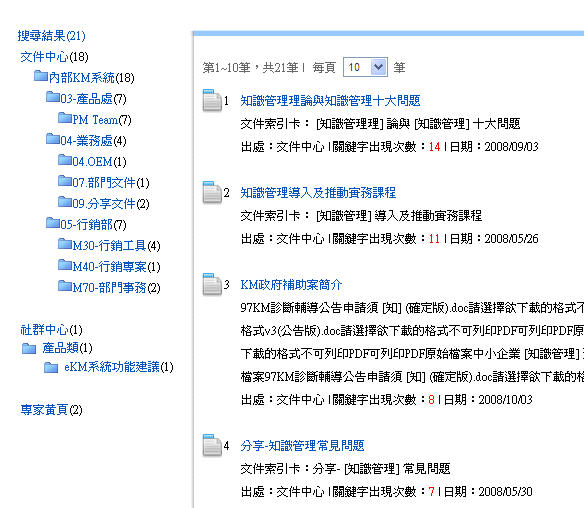 搜尋結果(21)
文件中心(18)
內部KM系統(18)
03-產品處(7)
PM Team(7)
04-業務處(4)
04.OEM(1)
07.部門文件(1)
09.分享文件(2)
05-行銷部(7)
M30-行銷工具(4)
M40-行銷專案(1)
M70-部門事務(2)
社群中心(1)
產品類(1)
eKM系統功能建議(1)
專家黃頁(2)
第1~10筆，共21筆 | 每頁 10 筆
1 知識管理理論與知識管理十大問題
文件索引卡： [知識管理理] 論與 [知識管理] 十大問題
出處：文件中心 | 關鍵字出現次數：14 | 日期：2008/09/03
2 知識管理導入及推動實務課程
文件索引卡： [知識管理] 導入及推動實務課程
出處：文件中心 | 關鍵字出現次數：11 | 日期：2008/05/26
3 KM政府補助案簡介
97KM診斷輔導公告申請須 [知] (確定版).doc請選擇欲下載的格式不
格式v3(公告版).doc請選擇欲下載的格式不可列印PDF可列印PDF原
下載的格式不可列印PDF可列印PDF原始檔案中小企業 [知識管理]
檔案97KM診斷輔導公告申請須 [知] (確定版).doc請選擇欲下載的格
出處：文件中心 | 關鍵字出現次數：8 | 日期：2008/10/03
4 分享-知識管理常見問題
文件索引卡：分享- [知識管理] 常見問題
出處：文件中心 | 關鍵字出現次數：7 | 日期：2008/05/30